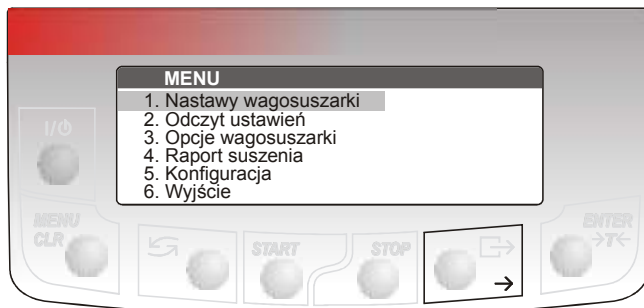 MENU
1. Nastawy wagosuszarki
2. Odczyt ustawień
3. Opcje wagosuszarki
4. Raport suszenia
5. Konfiguracja
6. Wyjście
I/⏻
MENU
CLR
START
STOP
→
ENTER
→T←